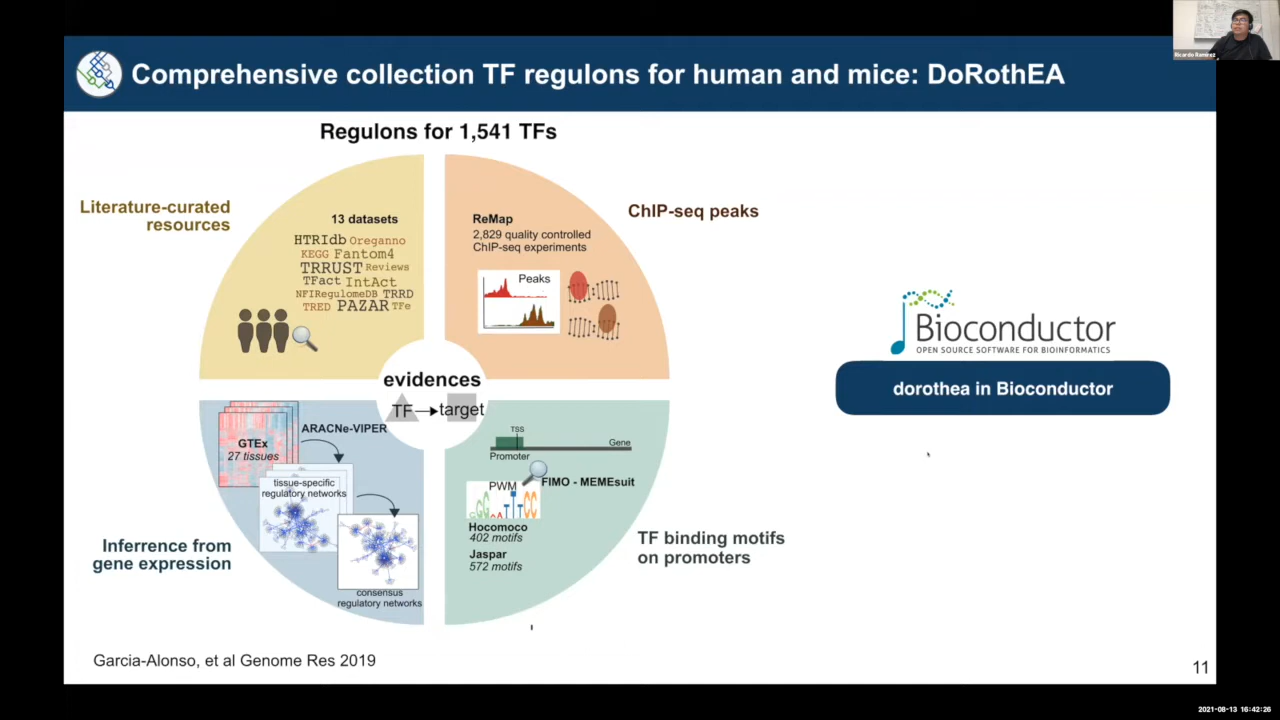 Comprehensive collection TF regulons for human and mice: DoRothEA
Ricardo Ramirez
Regulons for 1,541 TFs
Literature-curated
resources
13 datasets
HTRIdb Oreganno
KEGG Fantom4
TRRUST Reviews
TFact IntAct
NFIRegulomeDB TRRD
TRED PAZAR TFe
ChIP-seq peaks
ReMap
2,829 quality controlled
ChIP-seq experiments
Peaks
evidences
TF target
Inferrence from
gene expression
ARACNe-VIPER
GTEx
27 tissues
tissue-specific
regulatory networks
consensus
regulatory networks
TF binding motifs
on promoters
TSS
Gene
Promoter
PWM
FIMO - MEMEsuit
Hocomoco
402 motifs
Jaspar
572 motifs
Bioconductor
OPEN SOURCE SOFTWARE FOR BIOINFORMATICS
dorothea in Bioconductor
Garcia-Alonso, et al Genome Res 2019
11
2021-08-13 16:42:26